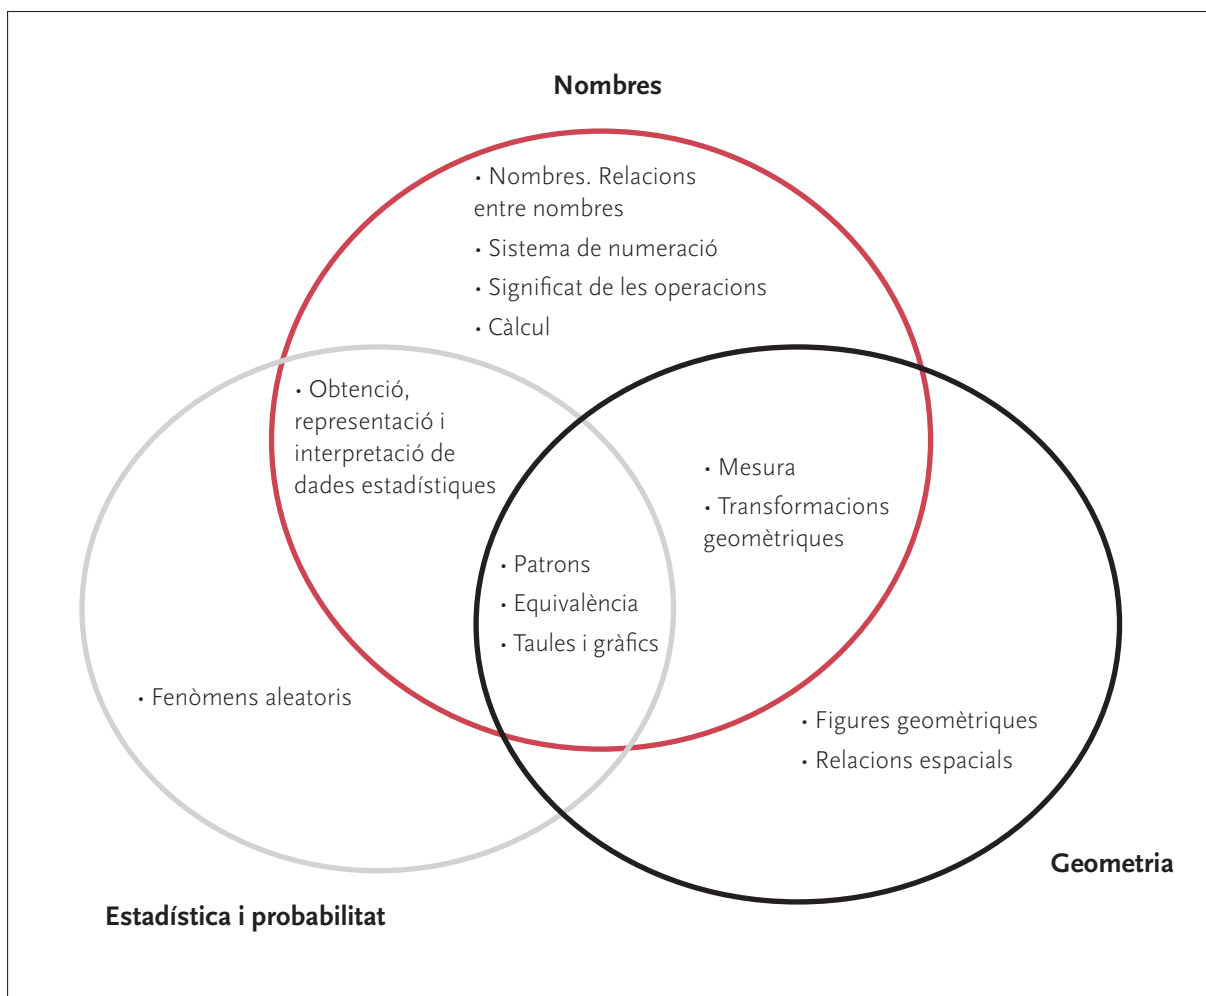 Nombres
• Nombres. Relacions
entre nombres
• Sistema de numeració
• Significat de les operacions
• Càlcul
• Obtenció,
representació i
interpretació de
dades estadístiques
• Mesura
• Transformacions
geomètriques
• Patrons
• Equivalència
• Taules i gràfics
• Fenòmens aleatoris
• Figures geomètriques
• Relacions espacials
Geometria
Estadística i probabilitat